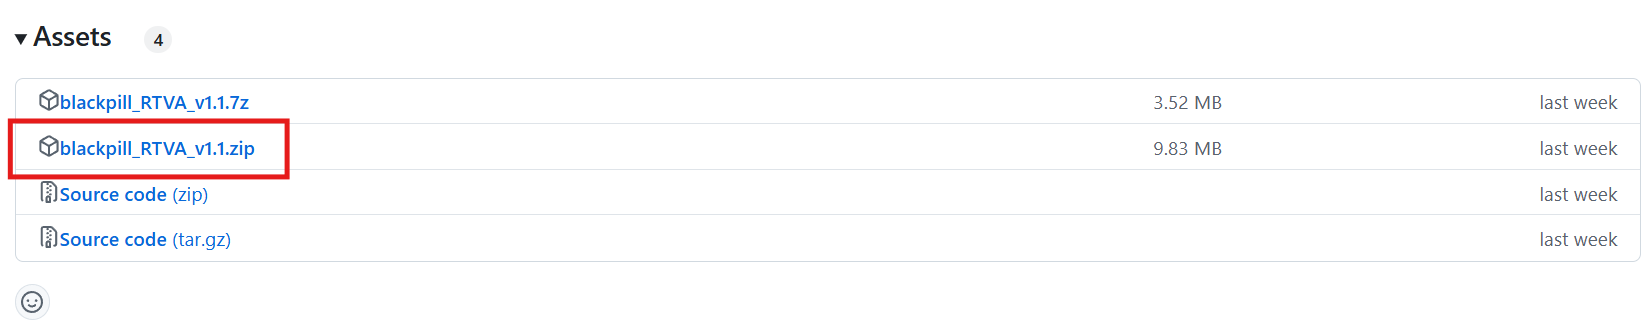 Assets 4
blackpill_RTVA_v1.1.7z 3.52 MB last week
blackpill_RTVA_v1.1.zip 9.83 MB last week
Source code (zip) last week
Source code (tar.gz) last week